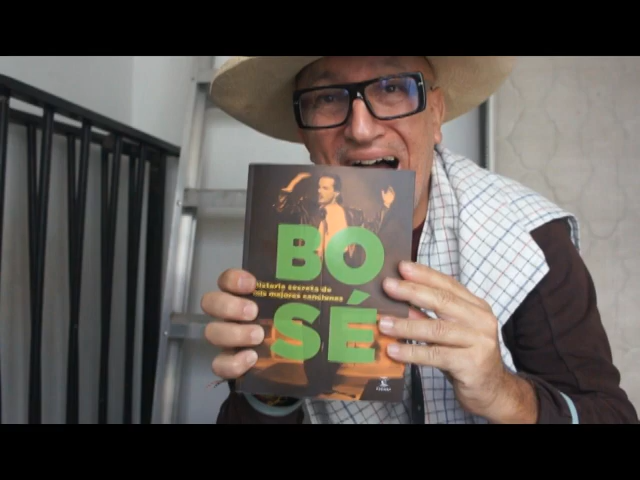 BO
historia secreta de
mis mejores canciones
SÉ